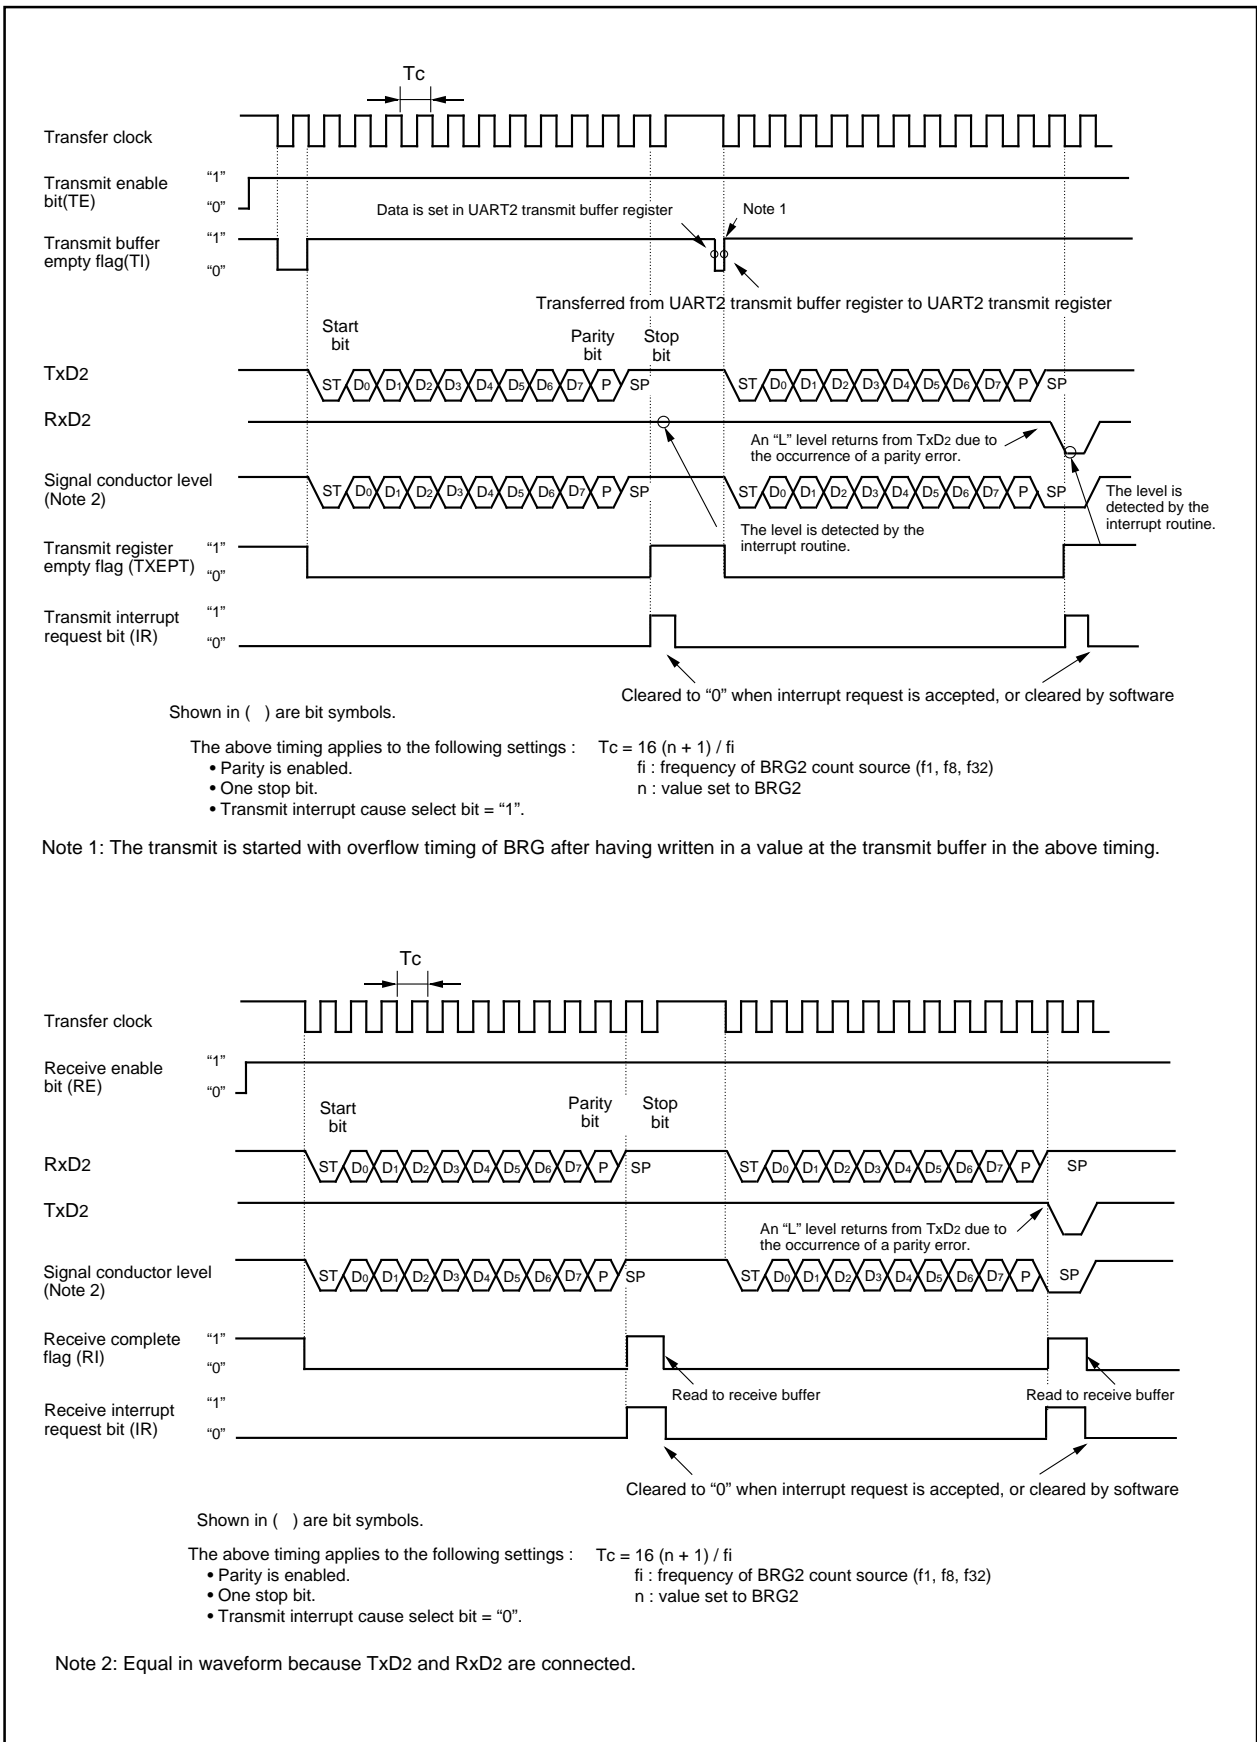 Tc
Transfer clock
Transmit enable
bit(TE)
“1”
“0”
Data is set in UART2 transmit buffer register
Note 1
Transmit buffer
empty flag(TI)
“1”
“0”
Transferred from UART2 transmit buffer register to UART2 transmit register
Start
bit
Parity
bit
Stop
bit
TxD2
ST D0 D1 D2 D3 D4 D5 D6 D7 P SP
ST D0 D1 D2 D3 D4 D5 D6 D7 P SP
RxD2
An “L” level returns from TxD2 due to
the occurrence of a parity error.
Signal conductor level
(Note 2)
ST D0 D1 D2 D3 D4 D5 D6 D7 P SP
ST D0 D1 D2 D3 D4 D5 D6 D7 P SP
The level is
detected by the
interrupt routine.
The level is detected by the
interrupt routine.
Transmit register
empty flag (TXEPT)
“1”
“0”
Transmit interrupt
request bit (IR)
“1”
“0”
Cleared to “0” when interrupt request is accepted, or cleared by software
Shown in ( ) are bit symbols.
The above timing applies to the following settings :
• Parity is enabled.
• One stop bit.
• Transmit interrupt cause select bit = “1”.
Tc = 16 (n + 1) / fi
fi : frequency of BRG2 count source (f1, f8, f32)
n : value set to BRG2
Note 1: The transmit is started with overflow timing of BRG after having written in a value at the transmit buffer in the above timing.
Tc
Transfer clock
Receive enable
bit (RE)
“1”
“0”
Start
bit
Parity
bit
Stop
bit
RxD2
ST D0 D1 D2 D3 D4 D5 D6 D7 P SP
ST D0 D1 D2 D3 D4 D5 D6 D7 P SP
TxD2
An “L” level returns from TxD2 due to
the occurrence of a parity error.
Signal conductor level
(Note 2)
ST D0 D1 D2 D3 D4 D5 D6 D7 P SP
ST D0 D1 D2 D3 D4 D5 D6 D7 P SP
Receive complete
flag (RI)
“1”
“0”
Read to receive buffer
Read to receive buffer
Receive interrupt
request bit (IR)
“1”
“0”
Cleared to “0” when interrupt request is accepted, or cleared by software
Shown in ( ) are bit symbols.
The above timing applies to the following settings :
• Parity is enabled.
• One stop bit.
• Transmit interrupt cause select bit = “0”.
Tc = 16 (n + 1) / fi
fi : frequency of BRG2 count source (f1, f8, f32)
n : value set to BRG2
Note 2: Equal in waveform because TxD2 and RxD2 are connected.